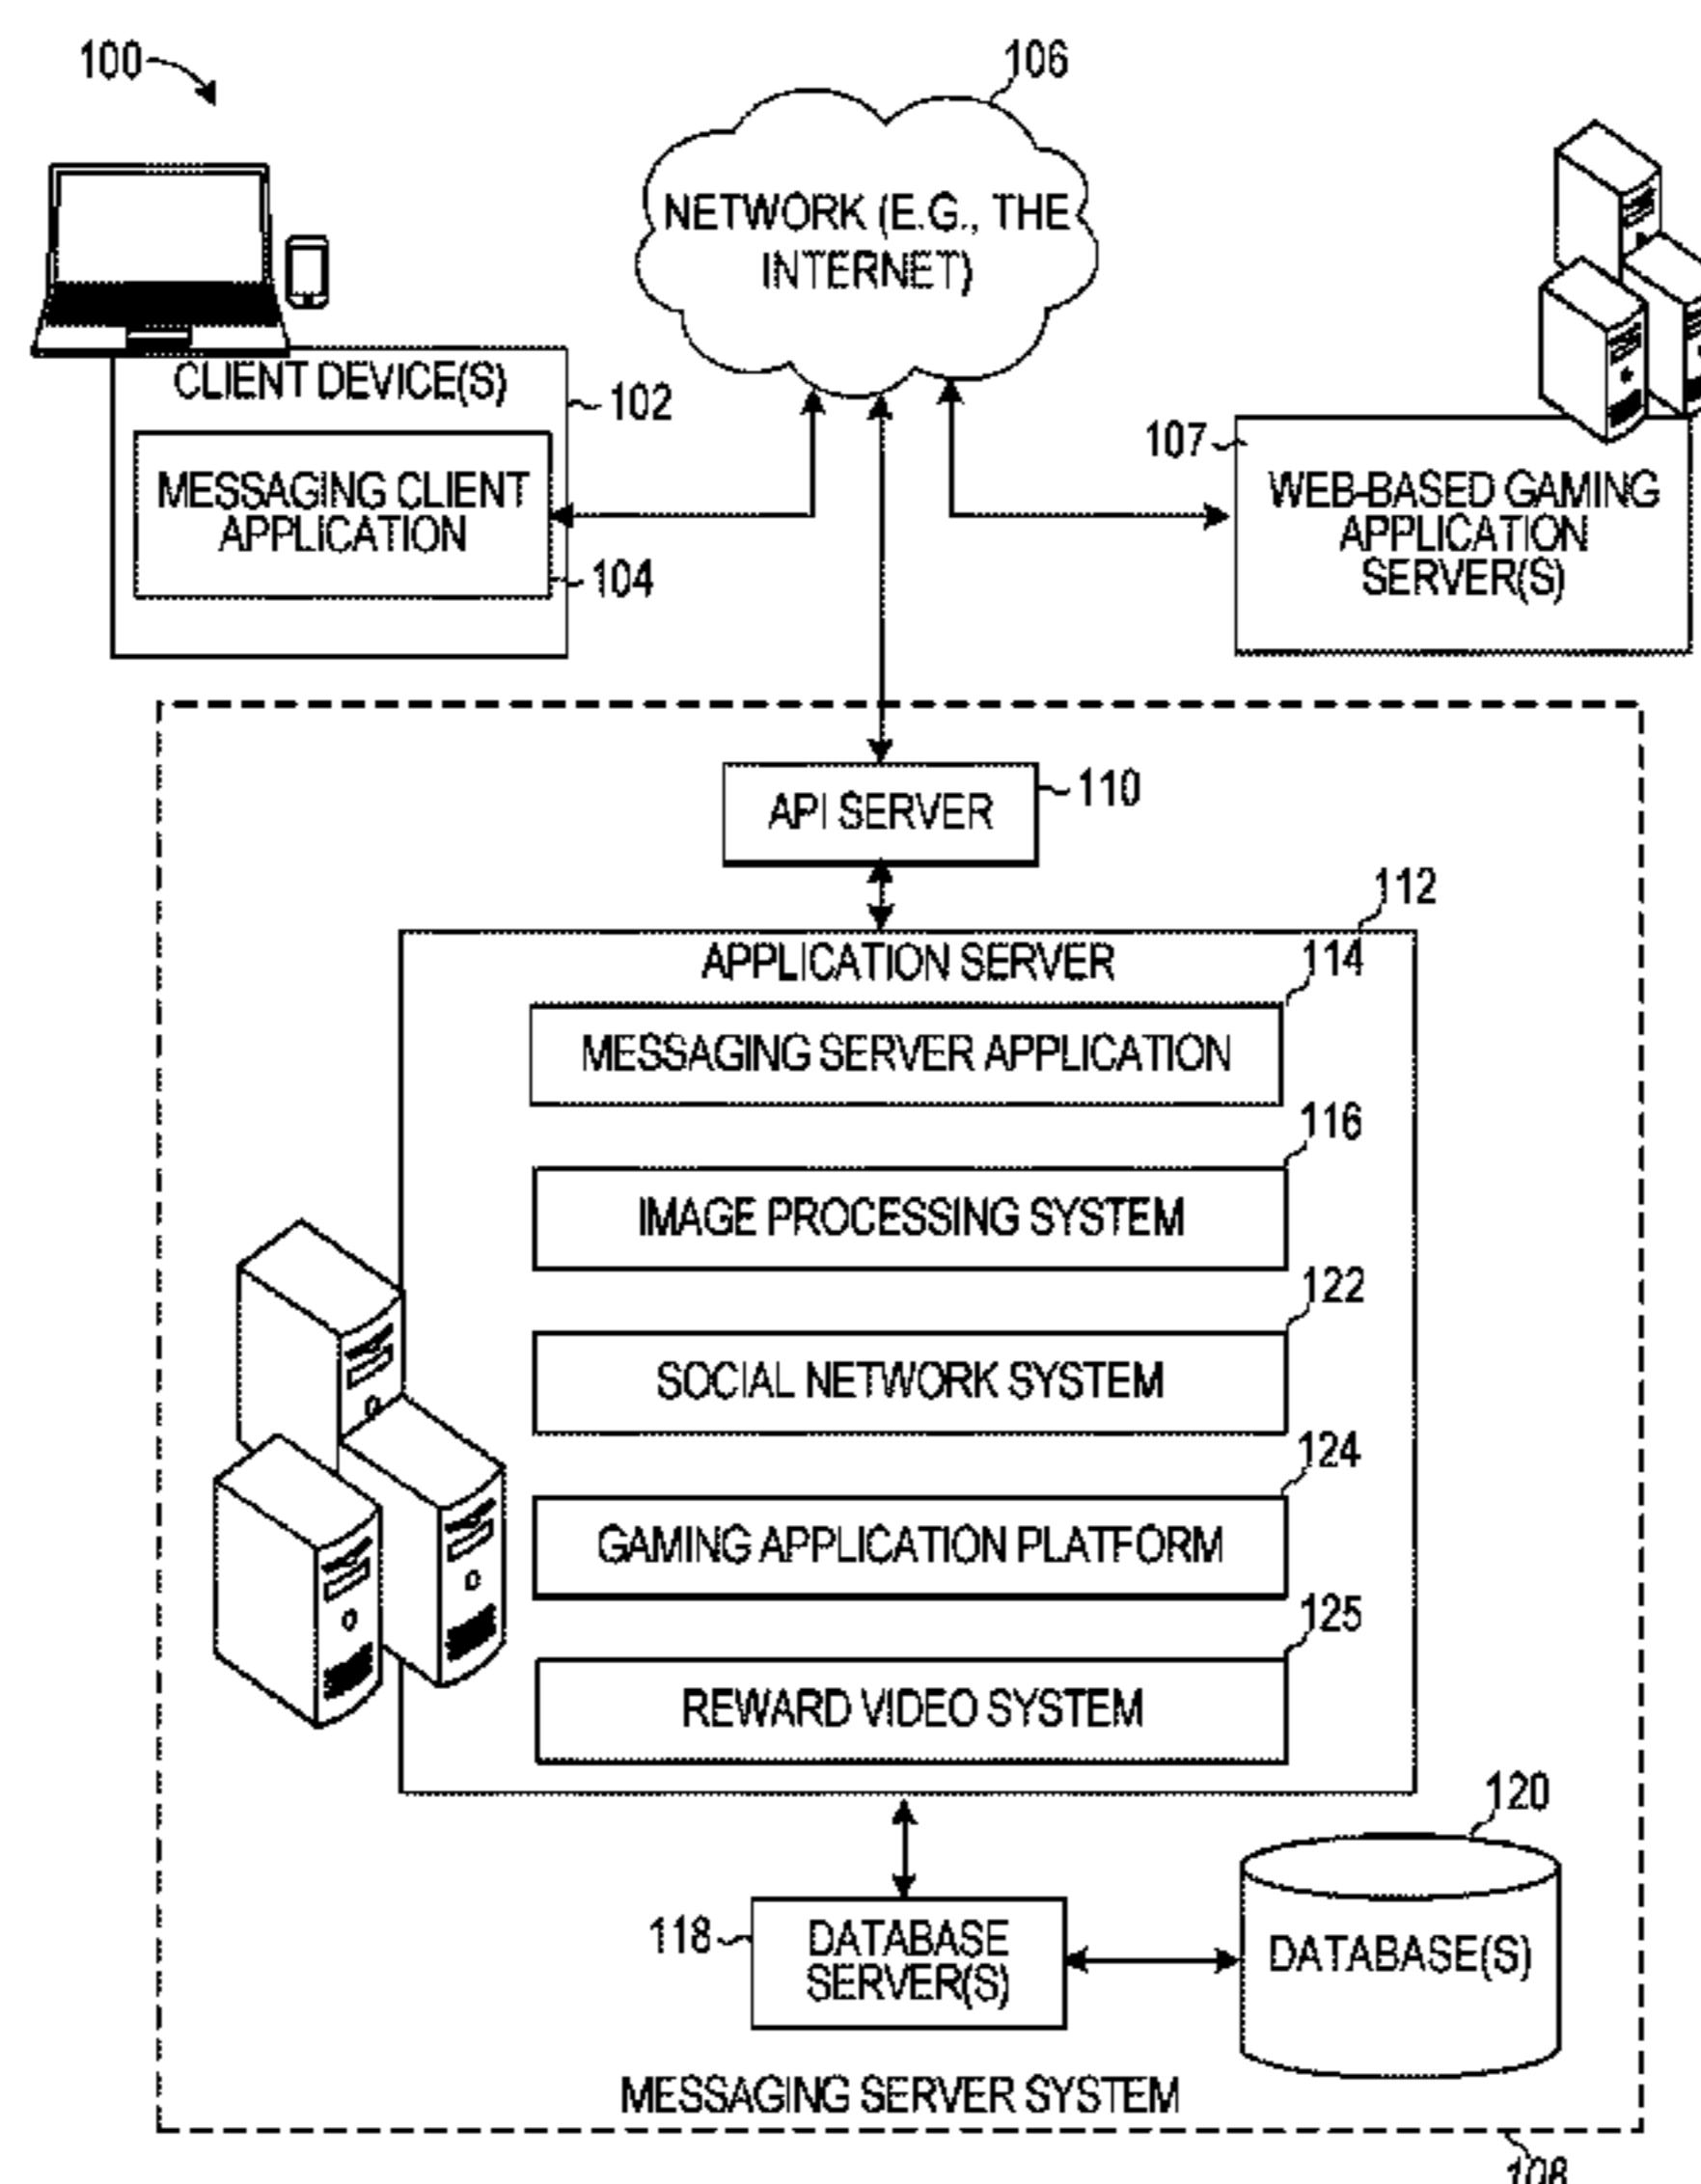 100
106
NETWORK (E.G., THE
INTERNET)
CLIENT DEVICE(S)
102
MESSAGING CLIENT
APPLICATION
104
107
WEB-BASED GAMING
APPLICATION
SERVER(S)
API SERVER
110
112
APPLICATION SERVER
114
MESSAGING SERVER APPLICATION
116
IMAGE PROCESSING SYSTEM
122
SOCIAL NETWORK SYSTEM
124
GAMING APPLICATION PLATFORM
125
REWARD VIDEO SYSTEM
120
118
DATABASE
SERVER(S)
DATABASE(S)
MESSAGING SERVER SYSTEM
108